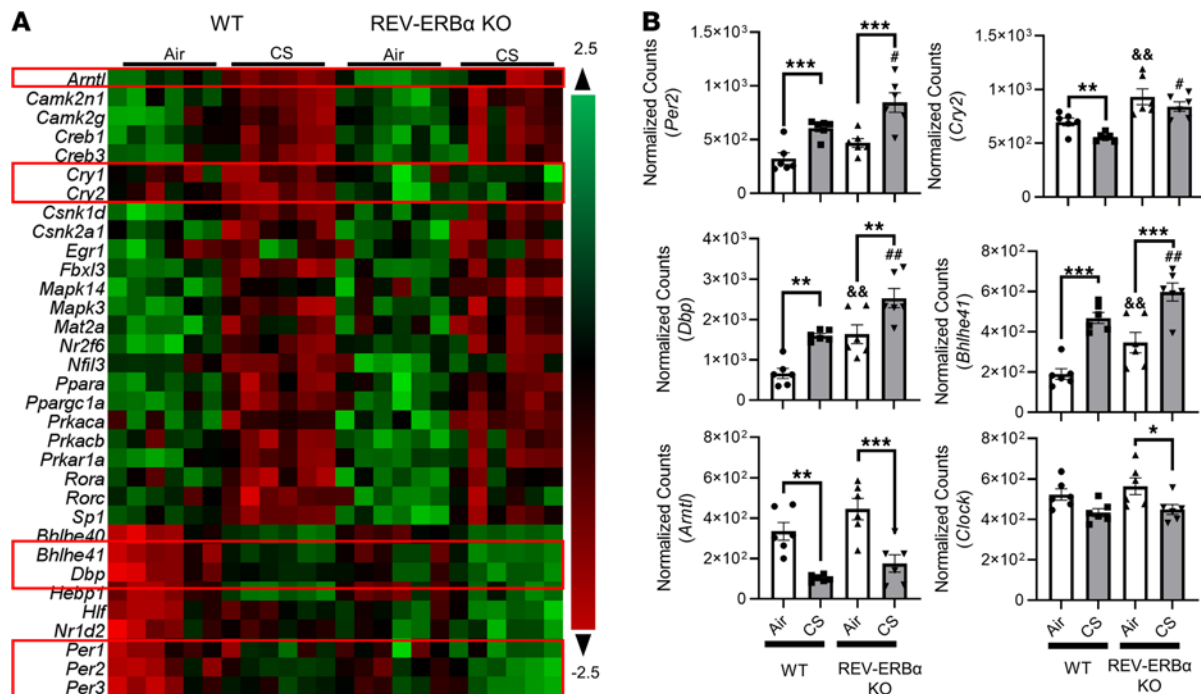 A
WT REV-ERBα KO
Air CS Air CS
Arntl
Camk2n1
Camk2g
Creb1
Creb3
Cry1
Cry2
Csnk1d
Csnk2a1
Egr1
Fbxl3
Mapk14
Mapk3
Mat2a
Nr2f6
Nfil3
Ppara
Ppargc1a
Prkaca
Prkacb
Prkar1a
Rora
Rorc
Sp1
Bhlhe40
Bhlhe41
Dbp
Hebp1
Hlf
Nr1d2
Per1
Per2
Per3
2.5
-2.5
B
Normalized Counts
(Per2)
1.5×10³
1×10³
5×10²
0
***
***
#
Normalized Counts
(Cry2)
1.5×10³
1×10³
5×10²
0
**
&&
#
Normalized Counts
(Dbp)
4×10³
3×10³
2×10³
1×10³
0
**
&&
**
##
Normalized Counts
(Bhlhe41)
8×10²
6×10²
4×10²
2×10²
0
***
&&
***
##
Normalized Counts
(Arntl)
8×10²
6×10²
4×10²
2×10²
0
**
***
Air CS Air CS
WT REV-ERBα
KO
Normalized Counts
(Clock)
8×10²
6×10²
4×10²
2×10²
0
*
Air CS Air CS
WT REV-ERBα
KO